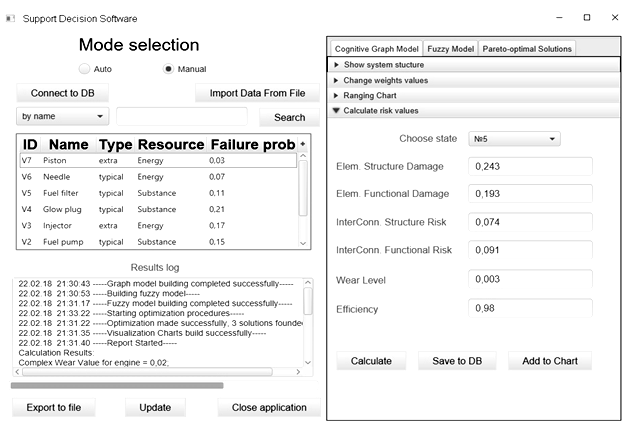 Support Decision Software
Mode selection
Auto Manual
Connect to DB Import Data From File
by name Search
ID Name Type Resource Failure prob
V7 Piston extra Energy 0.03
V6 Needle typical Energy 0,07
V5 Fuel filter typical Substance 0,11
V4 Glow plug typical Substance 0,21
V3 Injector extra Energy 0,17
V2 Fuel pump typical Substance 0,15
Results log
22.02 18 21:30:43 -----Graph model building completed successfully-----
22.02 18 21:30:53 -----Building fuzzy model-----
22.02.18 21:31.17 -----Fuzzy model building completed successfully-----
22.02.18 21:33.22 -----Starting optimization procedures-----
22.02.18 21:31.22 -----Optimization made successfully, 3 solutions founded
22.02.18 21:31.35 -----Visualization Charts build successfully-----
22.02.18 21:31.40 -----Report Started-----
Calculation Results:
Complex Wear Value for engine = 0,02;
Export to file Update Close application
Cognitive Graph Model Fuzzy Model Pareto-optimal Solutions
Show system stucture
Change weights values
Ranging Chart
Calculate risk values
Choose state №5
Elem. Structure Damage 0,243
Elem. Functional Damage 0,193
InterConn. Structure Risk 0,074
InterConn. Functional Risk 0,091
Wear Level 0,003
Efficiency 0,98
Calculate Save to DB Add to Chart